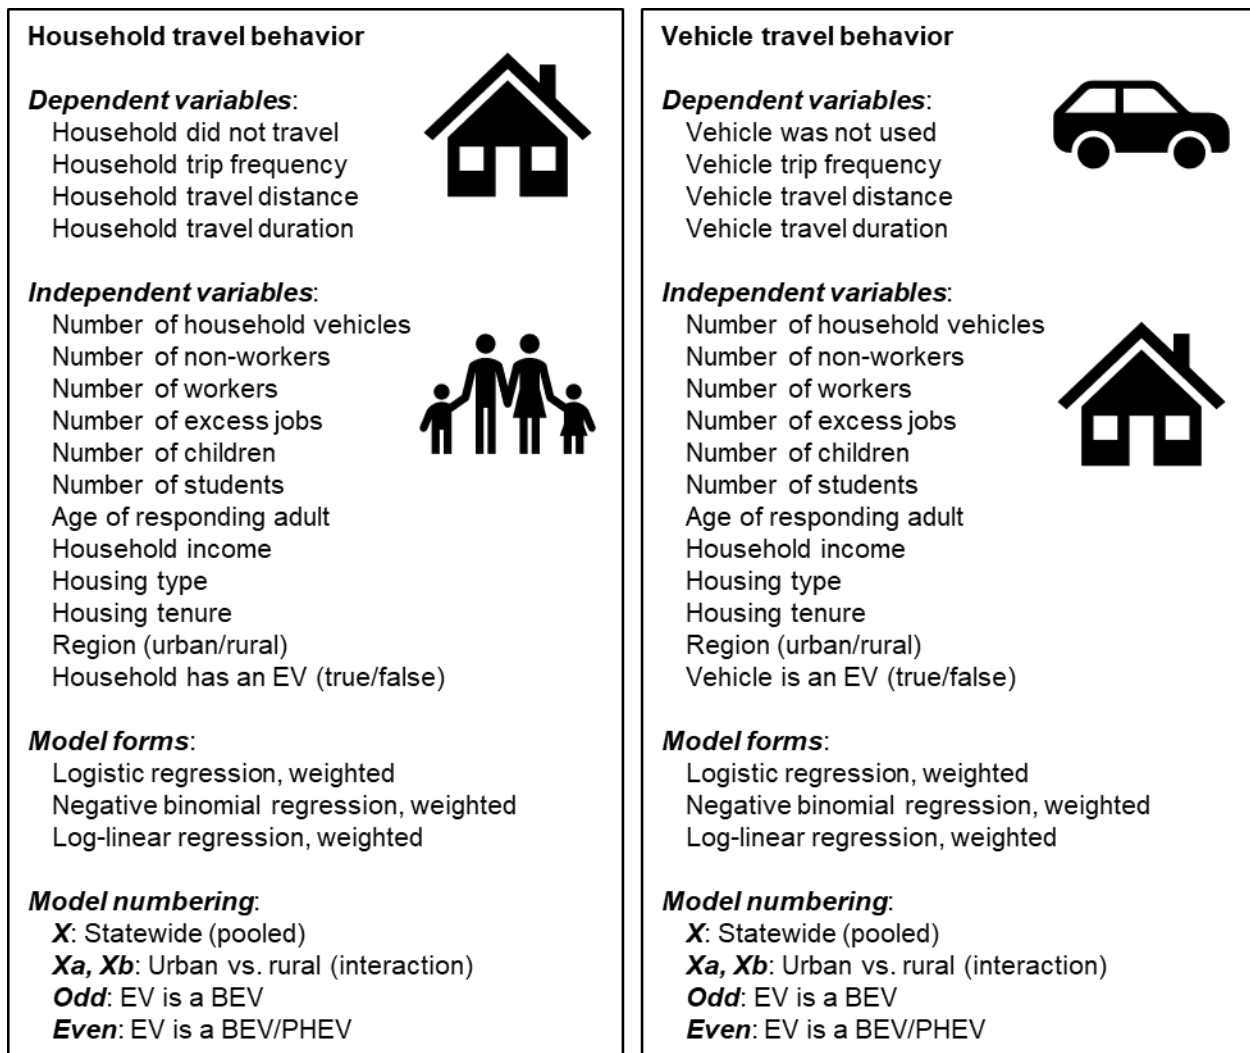 Household travel behavior
Dependent variables:
Household did not travel
Household trip frequency
Household travel distance
Household travel duration
Independent variables:
Number of household vehicles
Number of non-workers
Number of workers
Number of excess jobs
Number of children
Number of students
Age of responding adult
Household income
Housing type
Housing tenure
Region (urban/rural)
Household has an EV (true/false)
Model forms:
Logistic regression, weighted
Negative binomial regression, weighted
Log-linear regression, weighted
Model numbering:
X: Statewide (pooled)
Xa, Xb: Urban vs. rural (interaction)
Odd: EV is a BEV
Even: EV is a BEV/PHEV
Vehicle travel behavior
Dependent variables:
Vehicle was not used
Vehicle trip frequency
Vehicle travel distance
Vehicle travel duration
Independent variables:
Number of household vehicles
Number of non-workers
Number of workers
Number of excess jobs
Number of children
Number of students
Age of responding adult
Household income
Housing type
Housing tenure
Region (urban/rural)
Vehicle is an EV (true/false)
Model forms:
Logistic regression, weighted
Negative binomial regression, weighted
Log-linear regression, weighted
Model numbering:
X: Statewide (pooled)
Xa, Xb: Urban vs. rural (interaction)
Odd: EV is a BEV
Even: EV is a BEV/PHEV